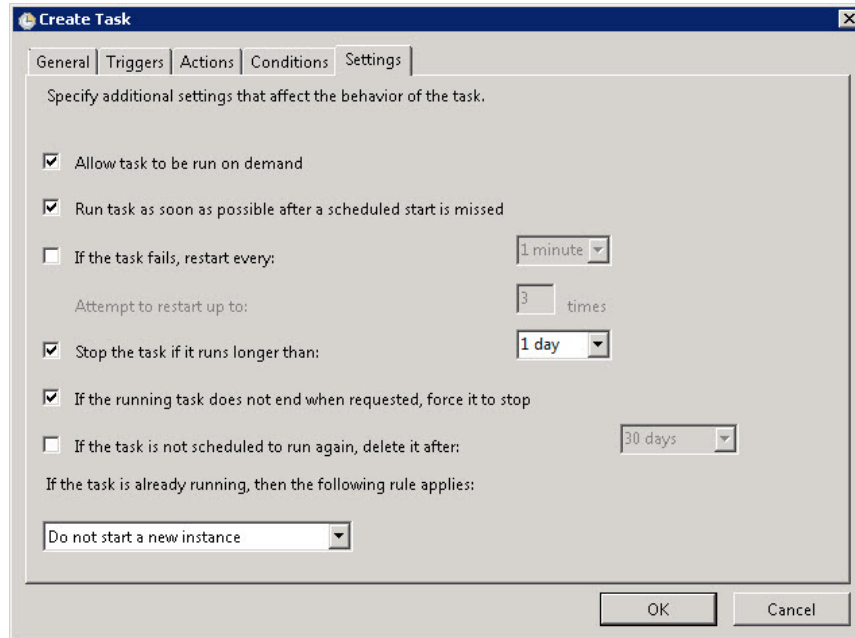 Create Task
General Triggers Actions Conditions Settings
Specify additional settings that affect the behavior of the task.
Allow task to be run on demand
Run task as soon as possible after a scheduled start is missed
If the task fails, restart every: 1 minute
Attempt to restart up to: 3 times
Stop the task if it runs longer than: 1 day
If the running task does not end when requested, force it to stop
If the task is not scheduled to run again, delete it after: 30 days
If the task is already running, then the following rule applies:
Do not start a new instance
OK Cancel